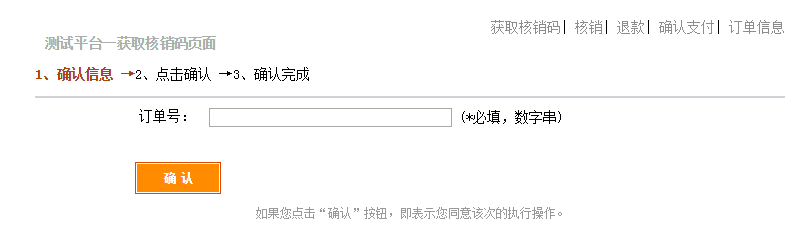 获取核销码| 核销| 退款| 确认支付| 订单信息
测试平台—获取核销码页面
1、确认信息 →2、点击确认 →3、确认完成
订单号： (*必填，数字串)
确 认
如果您点击“确认”按钮，即表示您同意该次的执行操作。